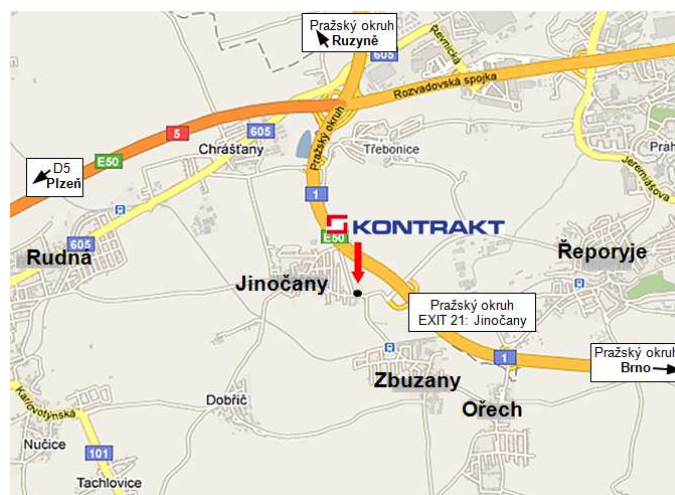 Pražský okruh
Ruzyně
605
Řevnická
Rozvadovská spojka
5
605
E50
Chrášťany
Pražský okruh
Třebonice
Jeremiášova
Prah
D5
Plzeň
1
KONTRAKT
E50
605
Rudná
Řeporyje
Jinočany
Pražský okruh
EXIT 21: Jinočany
1
Pražský okruh
Brno
Zbuzany
Karlovotýnská
Dobříč
Ořech
Nučice
101
Tachlovice